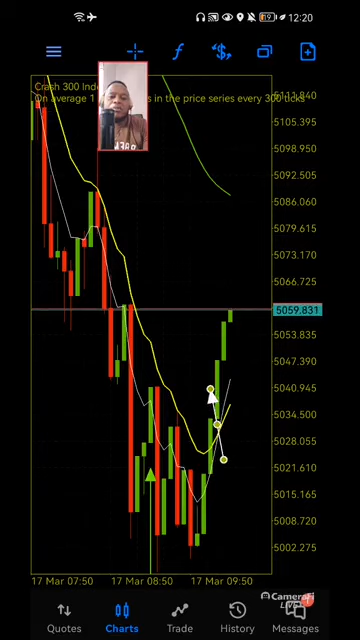 12:20
19
Crash 300 Inde
On average 1 s in the price series every 300 ticks
5111.840
5105.395
5098.950
5092.505
5086.060
5079.615
5073.170
5066.725
5059.831
5053.835
5047.390
5040.945
5034.500
5028.055
5021.610
5015.165
5008.720
5002.275
17 Mar 07:50
17 Mar 08:50
17 Mar 09:50
CameraFi
LIVE
Quotes
Charts
Trade
History
Messages